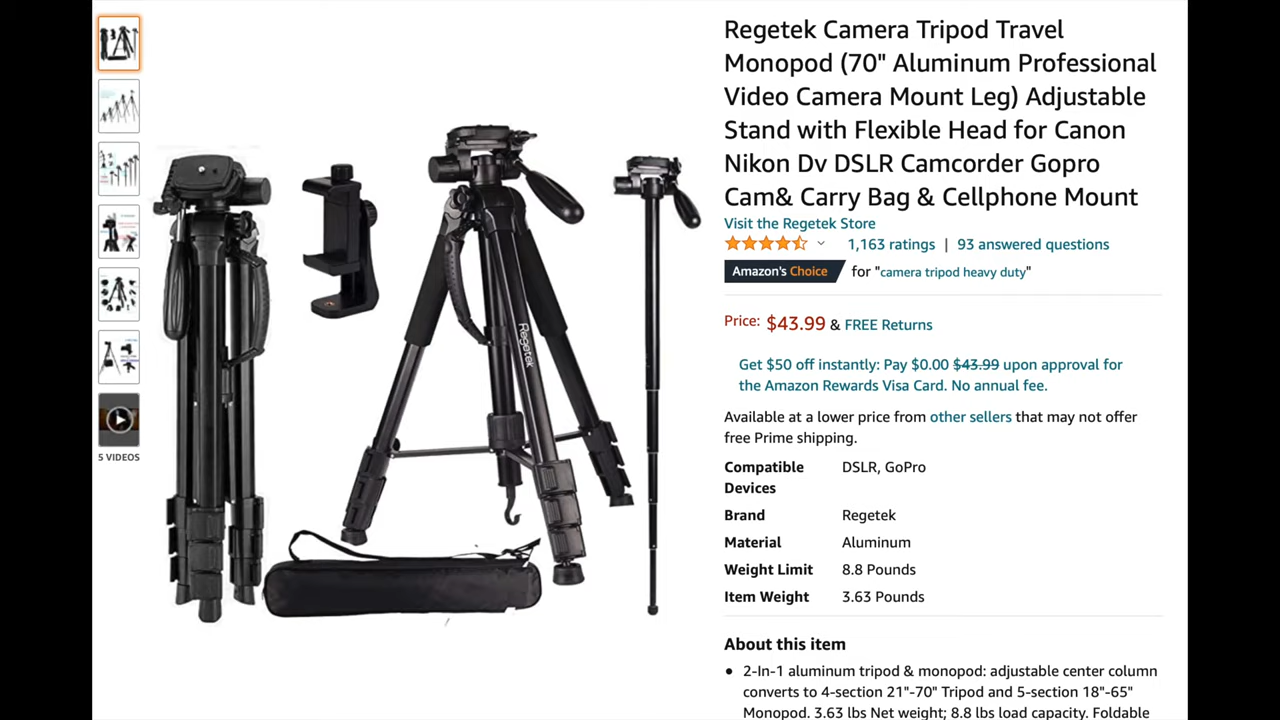 Regetek Camera Tripod Travel
Monopod (70" Aluminum Professional
Video Camera Mount Leg) Adjustable
Stand with Flexible Head for Canon
Nikon Dv DSLR Camcorder Gopro
Cam& Carry Bag & Cellphone Mount
Visit the Regetek Store
1,163 ratings | 93 answered questions
Amazon's Choice for "camera tripod heavy duty"
Price: $43.99 & FREE Returns
Get $50 off instantly: Pay $0.00 $43.99 upon approval for
the Amazon Rewards Visa Card. No annual fee.
Available at a lower price from other sellers that may not offer
free Prime shipping.
Compatible Devices DSLR, GoPro
Brand Regetek
Material Aluminum
Weight Limit 8.8 Pounds
Item Weight 3.63 Pounds
About this item
• 2-In-1 aluminum tripod & monopod: adjustable center column
converts to 4-section 21"-70" Tripod and 5-section 18"-65"
Monopod. 3.63 lbs Net weight; 8.8 lbs load capacity. Foldable
5 VIDEOS
Regetek